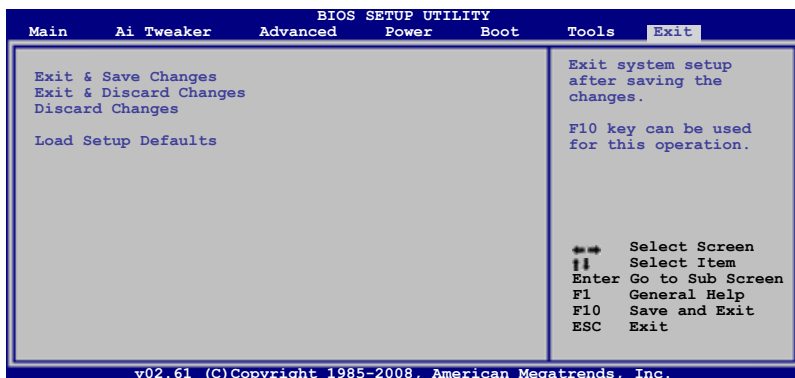 BIOS SETUP UTILITY
Main Ai Tweaker Advanced Power Boot Tools Exit
Exit & Save Changes
Exit & Discard Changes
Discard Changes
Load Setup Defaults
Exit system setup
after saving the
changes.
F10 key can be used
for this operation.
Select Screen
Select Item
Enter Go to Sub Screen
F1 General Help
F10 Save and Exit
ESC Exit
v02.61 (C)Copyright 1985-2008, American Megatrends, Inc.